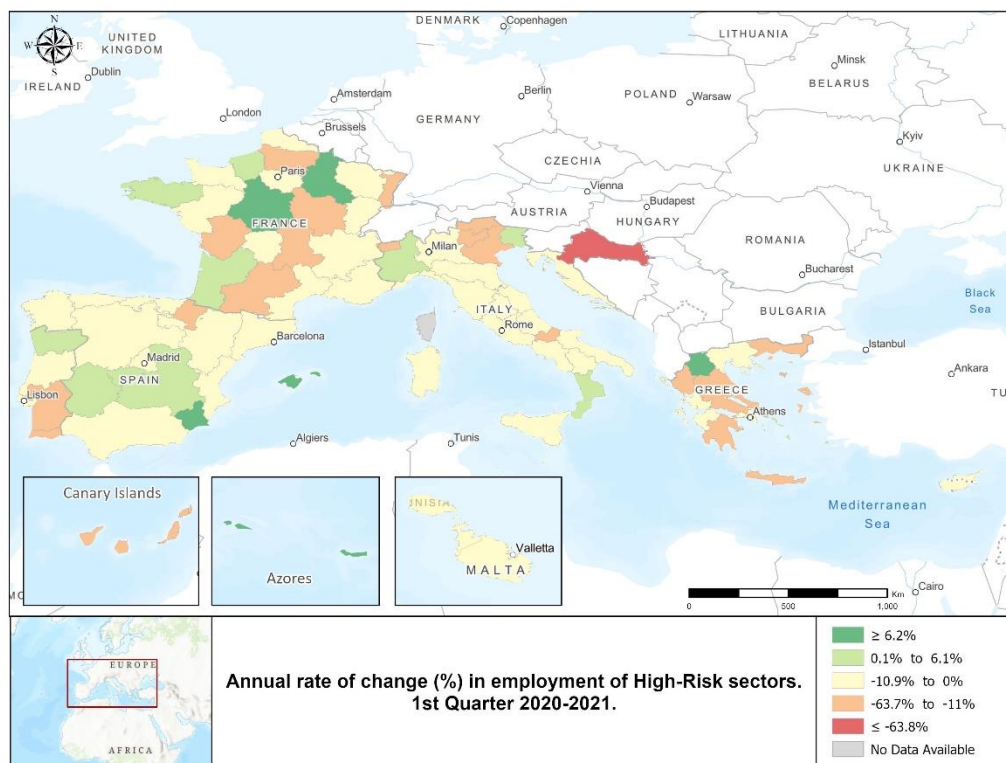 N
W E
S
UNITED
KINGDOM
DENMARK
Copenhagen
LITHUANIA
Minsk
BELARUS
Dublin
IRELAND
Amsterdam
Berlin
POLAND
Warsaw
London
GERMANY
Brussels
Kyiv
UKRAINE
CZECHIA
Paris
Vienna
Budapest
AUSTRIA
HUNGARY
FRANCE
ROMANIA
Milan
Bucharest
Black
Sea
ITALY
BULGARIA
Barcelona
Rome
Istanbul
Madrid
SPAIN
Ankara
TU
GREECE
Lisbon
Athens
Algiers
Tunis
Mediterranean
Sea
Canary Islands
Azores
UNISIA
Valletta
MALTA
MO
Cairo
Km
0 500 1,000
EUROPE
AFRICA
Annual rate of change (%) in employment of High-Risk sectors.
1st Quarter 2020-2021.
≥ 6.2%
0.1% to 6.1%
-10.9% to 0%
-63.7% to -11%
≤ -63.8%
No Data Available